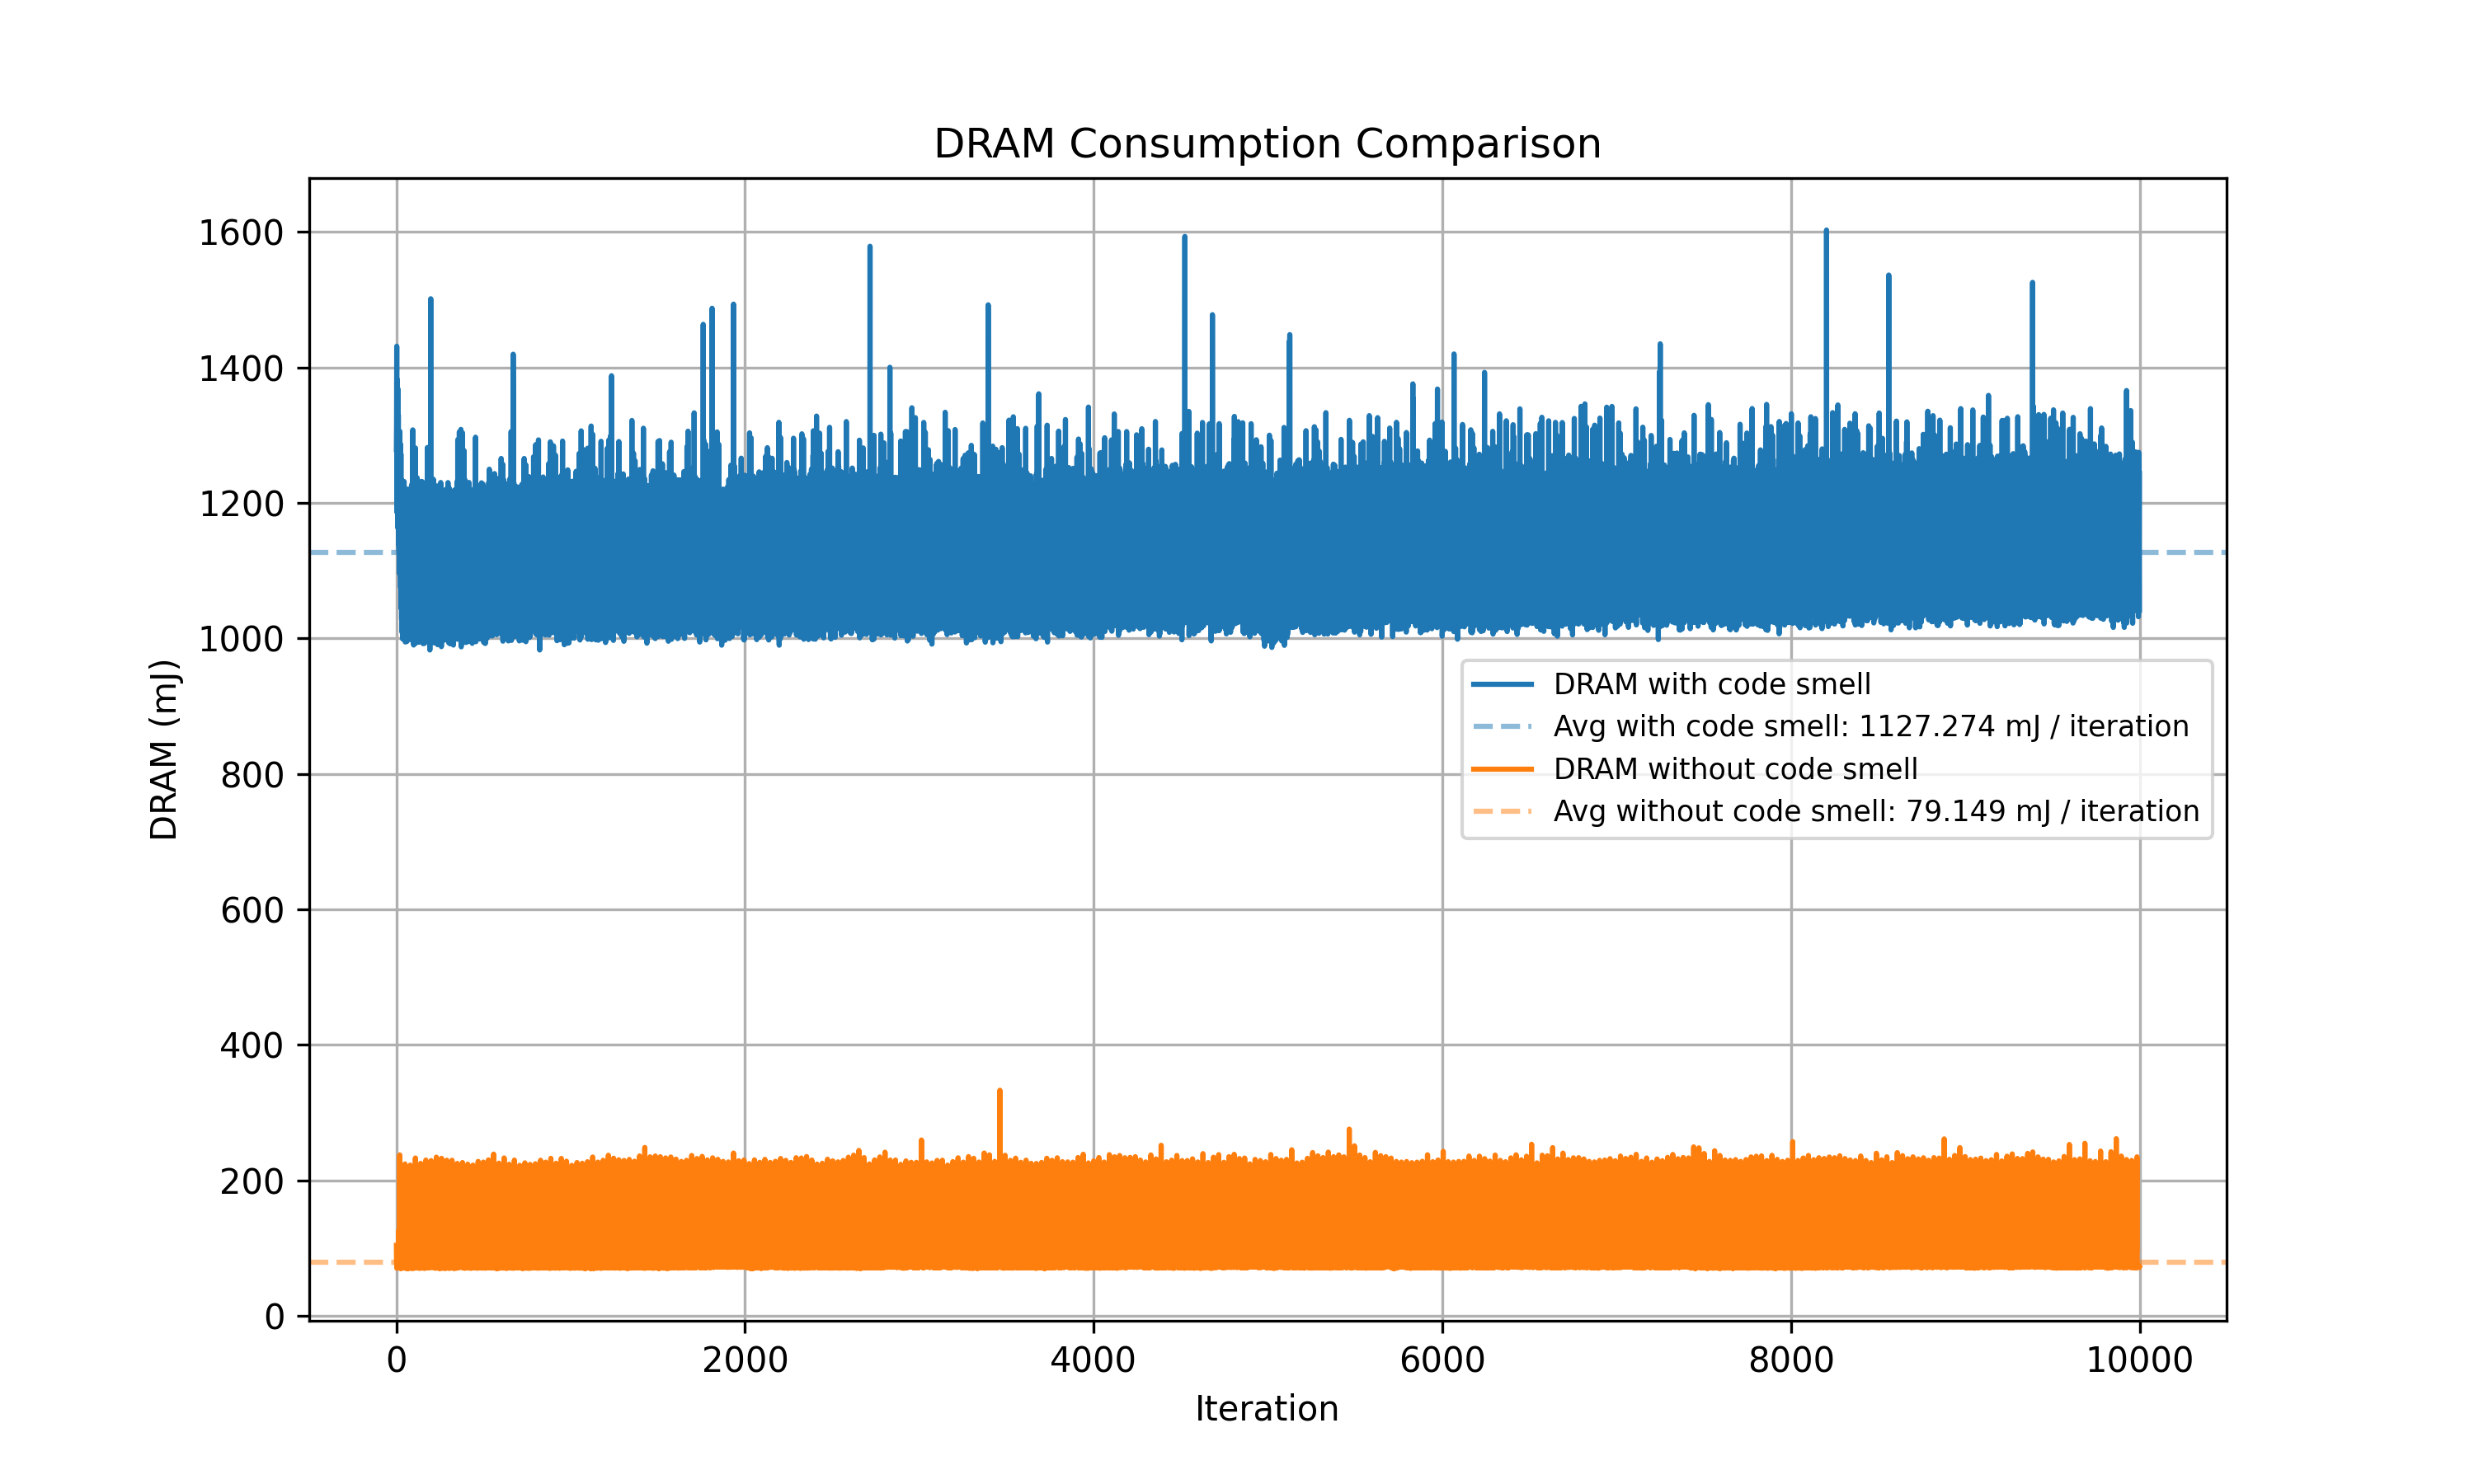 DRAM Consumption Comparison
1600
1400
1200
1000
800
600
400
200
0
DRAM (mJ)
DRAM with code smell
Avg with code smell: 1127.274 mJ / iteration
DRAM without code smell
Avg without code smell: 79.149 mJ / iteration
0 2000 4000 6000 8000 10000
Iteration